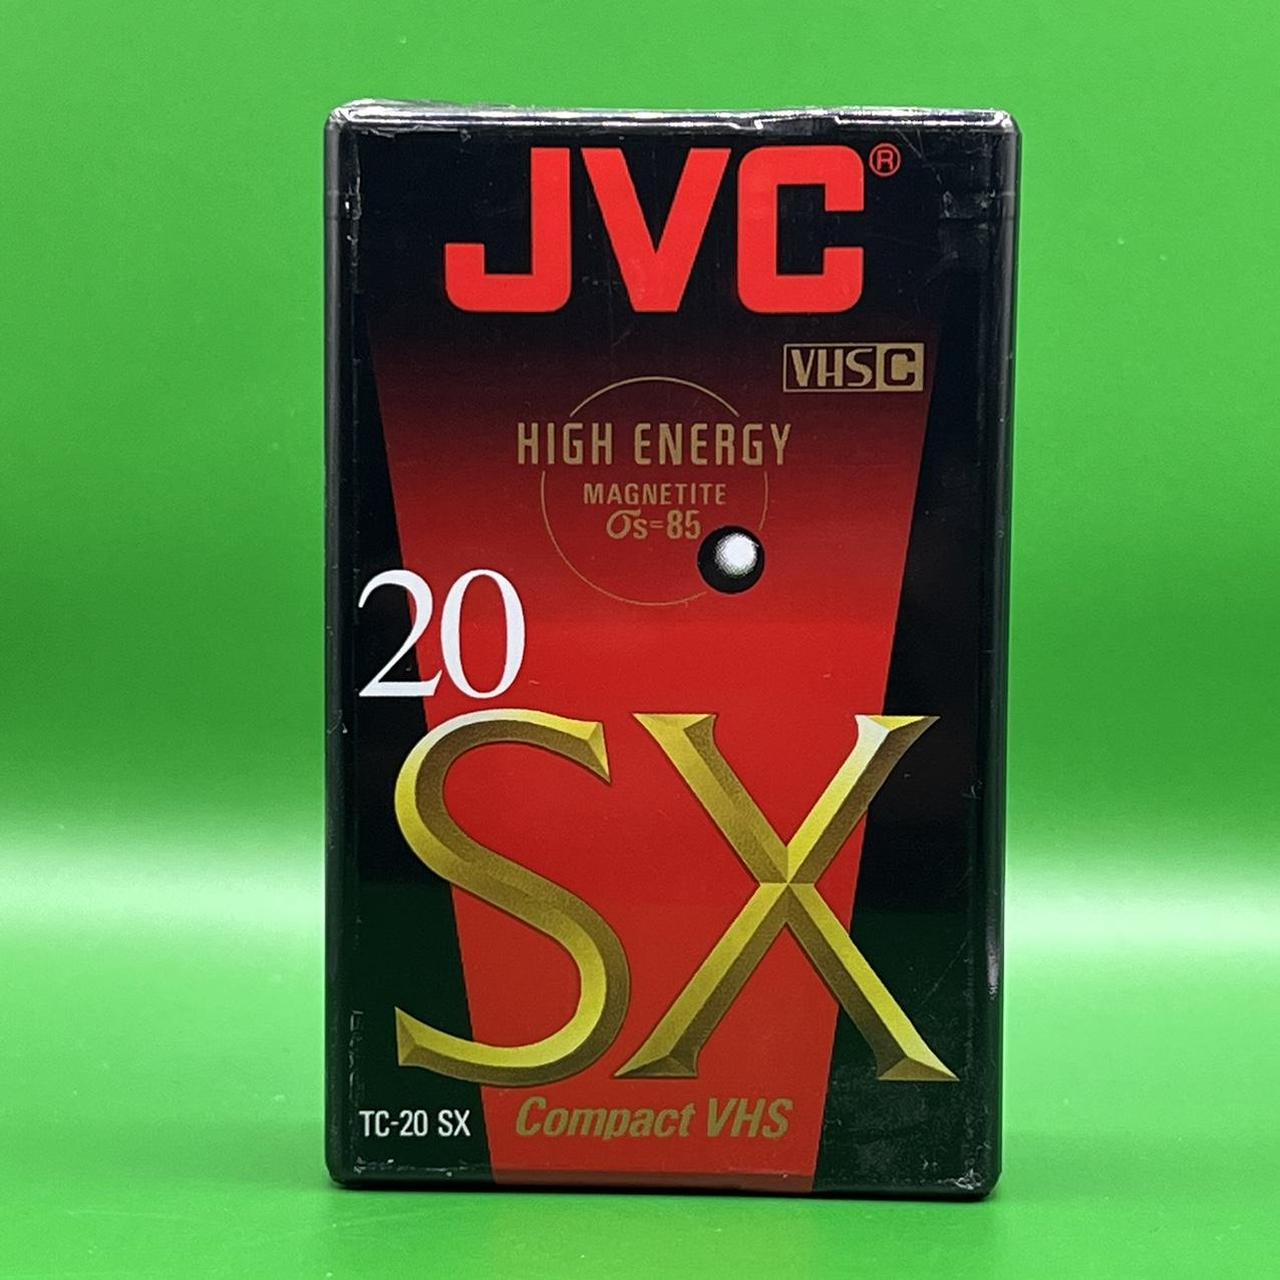 JVC®
VHS C
HIGH ENERGY
MAGNETITE
σs=85
20
SX
TC-20 SX
Compact VHS